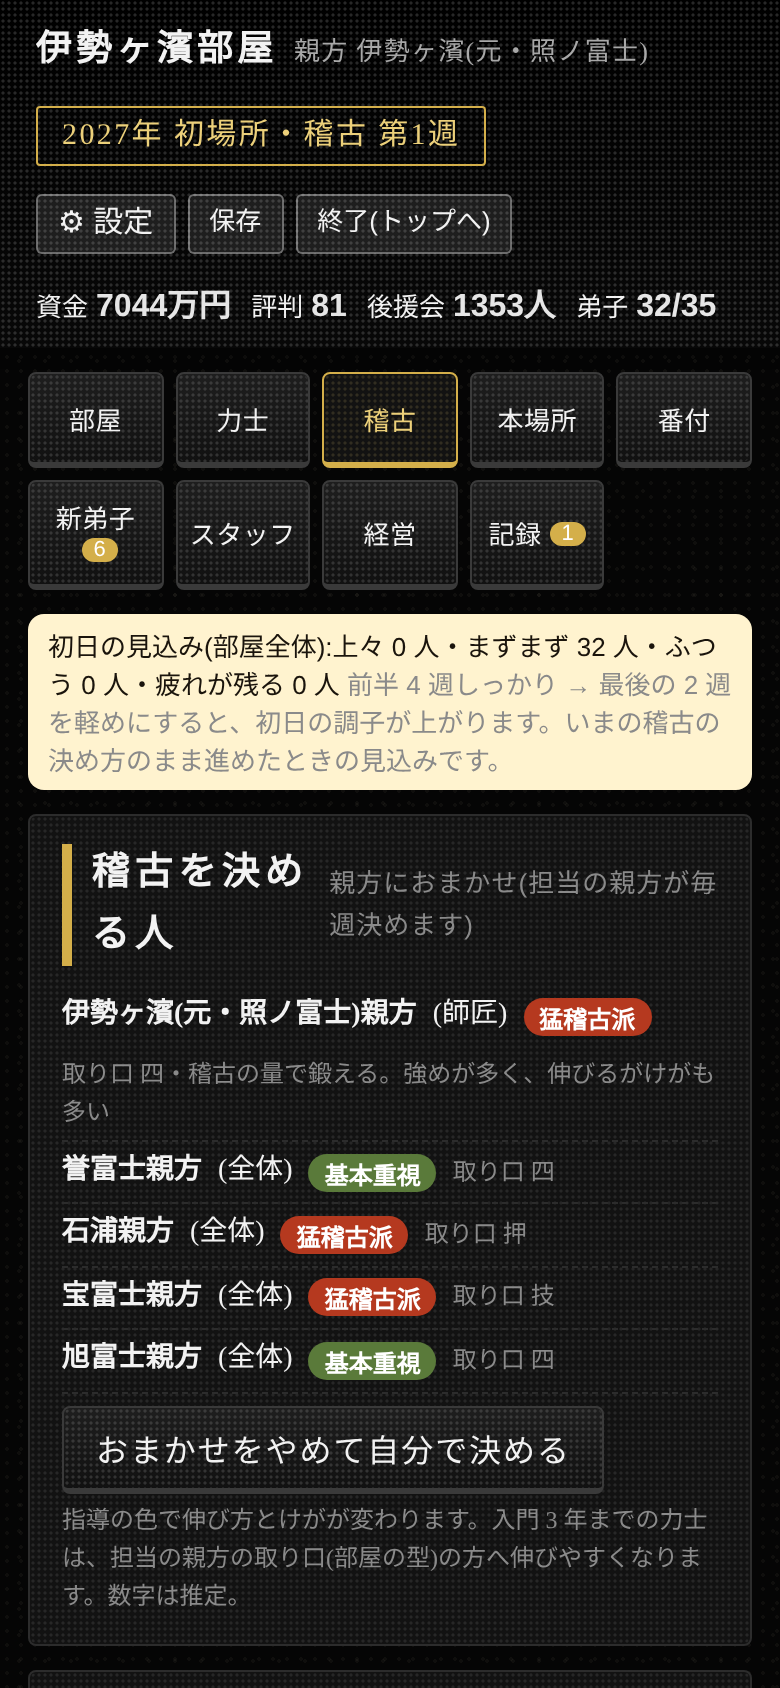 伊勢ヶ濱部屋 親方 伊勢ヶ濱(元・照ノ富士)
2027年 初場所・稽古 第1週
⚙ 設定 保存 終了(トップへ)
資金 7044万円 評判 81 後援会 1353人 弟子 32/35
部屋 力士 稽古 本場所 番付
新弟子 6 スタッフ 経営 記録 1
初日の見込み(部屋全体):上々 0 人・まずまず 32 人・ふつ
う 0 人・疲れが残る 0 人 前半 4 週しっかり → 最後の 2 週
を軽めにすると、初日の調子が上がります。いまの稽古の
決め方のまま進めたときの見込みです。
稽古を決め
る人
親方におまかせ(担当の親方が毎
週決めます)
伊勢ヶ濱(元・照ノ富士)親方 (師匠) 猛稽古派
取り口 四・稽古の量で鍛える。強めが多く、伸びるがけがも
多い
誉富士親方 (全体) 基本重視 取り口 四
石浦親方 (全体) 猛稽古派 取り口 押
宝富士親方 (全体) 猛稽古派 取り口 技
旭富士親方 (全体) 基本重視 取り口 四
おまかせをやめて自分で決める
指導の色で伸び方とけがが変わります。入門 3 年までの力士
は、担当の親方の取り口(部屋の型)の方へ伸びやすくなりま
す。数字は推定。